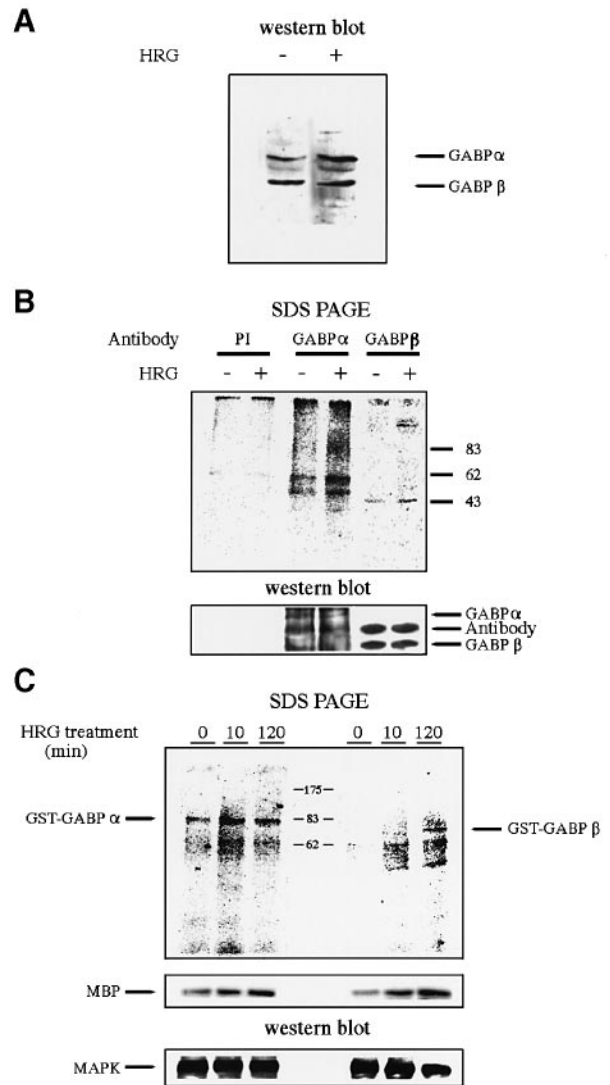 A
western blot
HRG - +
GABPα
GABP β
B
SDS PAGE
Antibody PI GABPα GABPβ
HRG - + - + - +
83
62
43
western blot
GABPα
Antibody
GABP β
C
SDS PAGE
HRG treatment (min) 0 10 120 0 10 120
175
GST-GABP α 83 GST-GABP β
62
MBP
western blot
MAPK